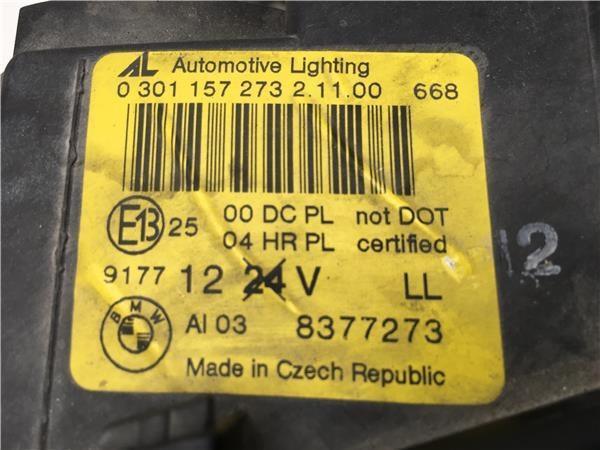 AL Automotive Lighting
0 301 157 273 2.11.00 668
E13 25 00 DC PL not DOT
04 HR PL certified
9177 12 24 V LL
BMW AI 03 8377273
Made in Czech Republic
12